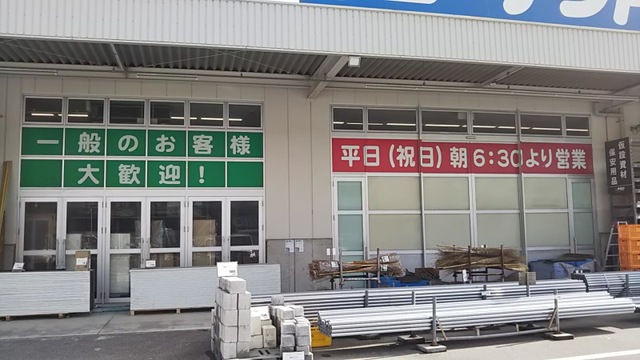 一般のお客様
大歓迎！
平日（祝日）朝6:30より営業
仮設資材
保安用品